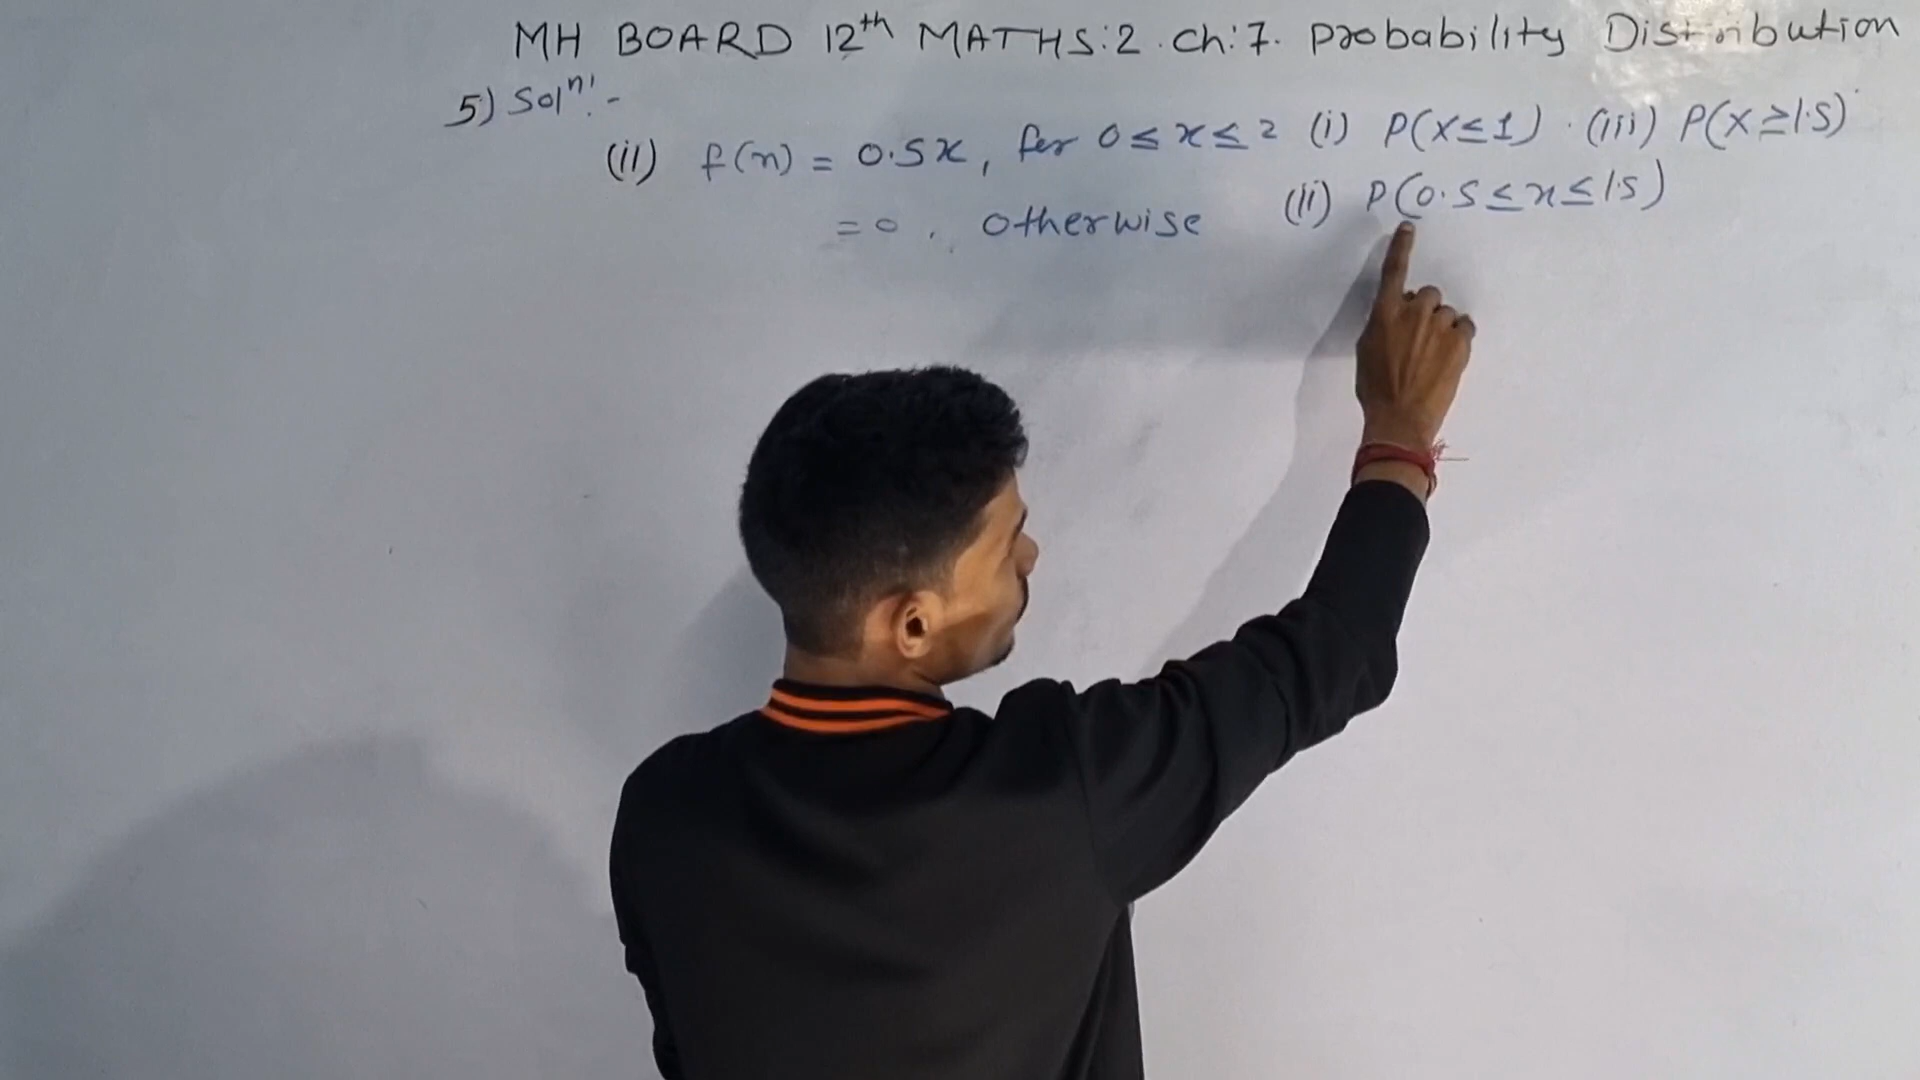 MH BOARD 12th MATHS:2. Ch:7. Probability Distribution
5) Solⁿ:-
(ii) f(x) = 0.5x, for 0 ≤ x ≤ 2 (i) P(X≤1). (iii) P(X≥1.5)
= 0, otherwise (ii) P(0.5≤x≤1.5)